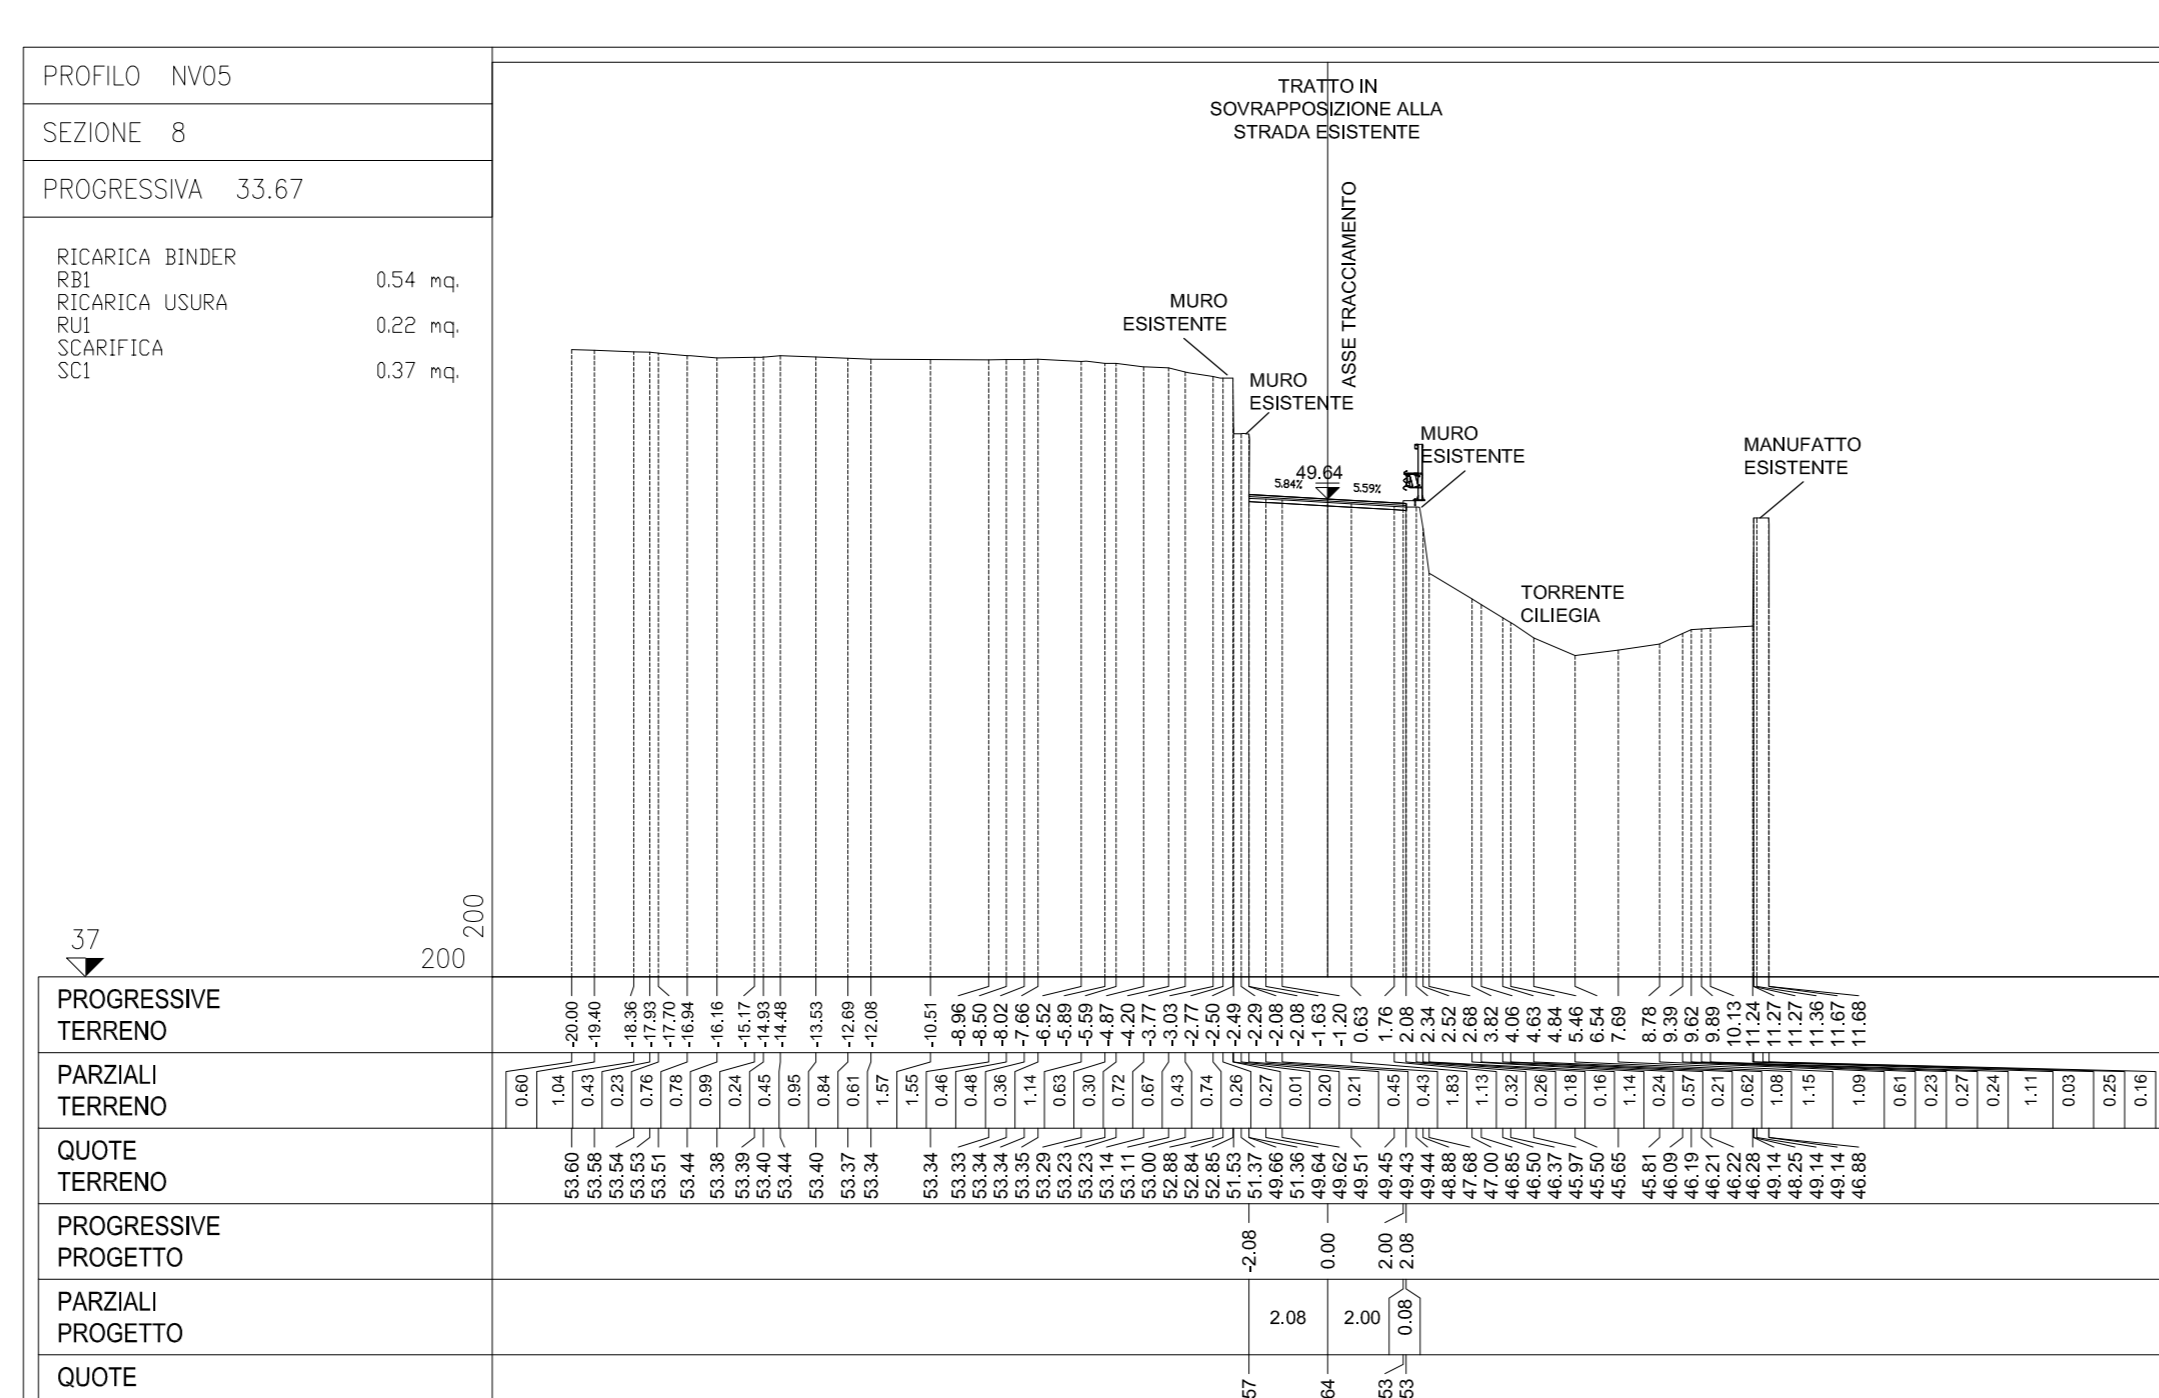 PROFILO NV05
SEZIONE 8
PROGRESSIVA 33.67
RICARICA BINDER
RB1 0.54 mq.
RICARICA USURA
RU1 0.22 mq.
SCARIFICA
SC1 0.37 mq.
TRATTO IN
SOVRAPPOSIZIONE ALLA
STRADA ESISTENTE
ASSE TRACCIAMENTO
MURO
ESISTENTE
MURO
ESISTENTE
MURO
ESISTENTE
MANUFATTO
ESISTENTE
49.64
5.84% 5.59%
TORRENTE
CILIEGIA
37
200
200
PROGRESSIVE
TERRENO
-20.00 -19.40 -18.36 -17.93 -17.70 -16.94 -16.16 -15.17 -14.93 -14.48 -13.53 -12.69 -12.08 -10.51 -8.96 -8.50 -8.02 -7.66 -6.52 -5.89 -5.59 -4.87 -4.20 -3.77 -3.03 -2.77 -2.50 -2.49 -2.29 -2.08 -2.08 -1.63 -1.20 0.63 1.76 2.08 2.34 2.52 2.68 3.82 4.06 4.63 4.84 5.46 6.54 7.69 8.78 9.39 9.62 9.89 10.13 11.24 11.27 11.27 11.36 11.67 11.68
PARZIALI
TERRENO
0.60 1.04 0.43 0.23 0.76 0.78 0.99 0.24 0.45 0.95 0.84 0.61 1.57 1.55 0.46 0.48 0.36 1.14 0.63 0.30 0.72 0.67 0.43 0.74 0.26 0.27 0.01 0.20 0.21 0.45 0.43 1.83 1.13 0.32 0.26 0.18 0.16 1.14 0.24 0.57 0.21 0.62 1.08 1.15 1.09 0.61 0.23 0.27 0.24 1.11 0.03 0.25 0.16
QUOTE
TERRENO
53.60 53.58 53.54 53.53 53.51 53.44 53.38 53.39 53.40 53.44 53.40 53.37 53.34 53.34 53.33 53.34 53.34 53.35 53.29 53.23 53.23 53.14 53.11 53.00 52.88 52.84 52.85 51.53 51.37 49.66 51.36 49.64 49.62 49.51 49.45 49.43 49.44 48.88 47.68 47.00 46.85 46.50 46.37 45.97 45.50 45.65 45.81 46.09 46.19 46.21 46.22 46.28 49.14 48.25 49.14 49.14 46.88
PROGRESSIVE
PROGETTO
-2.08 0.00 2.00 2.08
PARZIALI
PROGETTO
2.08 2.00 0.08
QUOTE
57 64 53 53